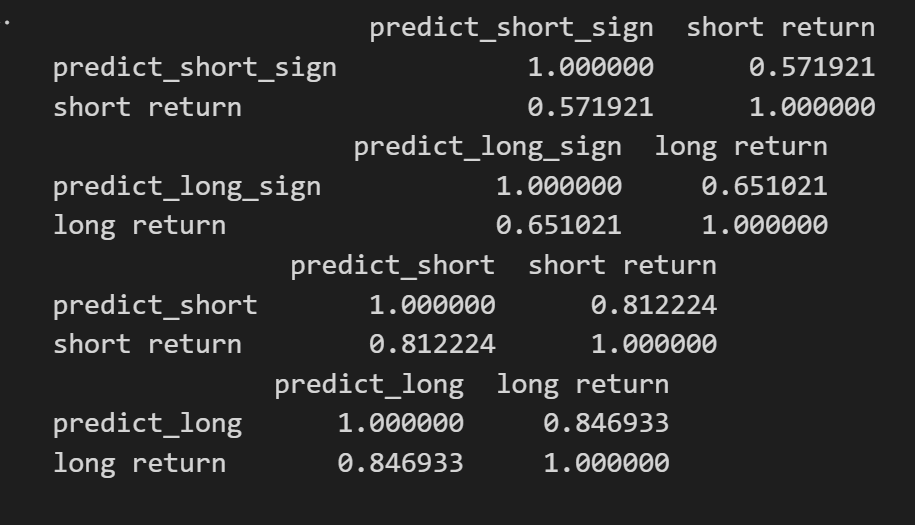 predict_short_sign short return
predict_short_sign 1.000000 0.571921
short return 0.571921 1.000000
predict_long_sign long return
predict_long_sign 1.000000 0.651021
long return 0.651021 1.000000
predict_short short return
predict_short 1.000000 0.812224
short return 0.812224 1.000000
predict_long long return
predict_long 1.000000 0.846933
long return 0.846933 1.000000